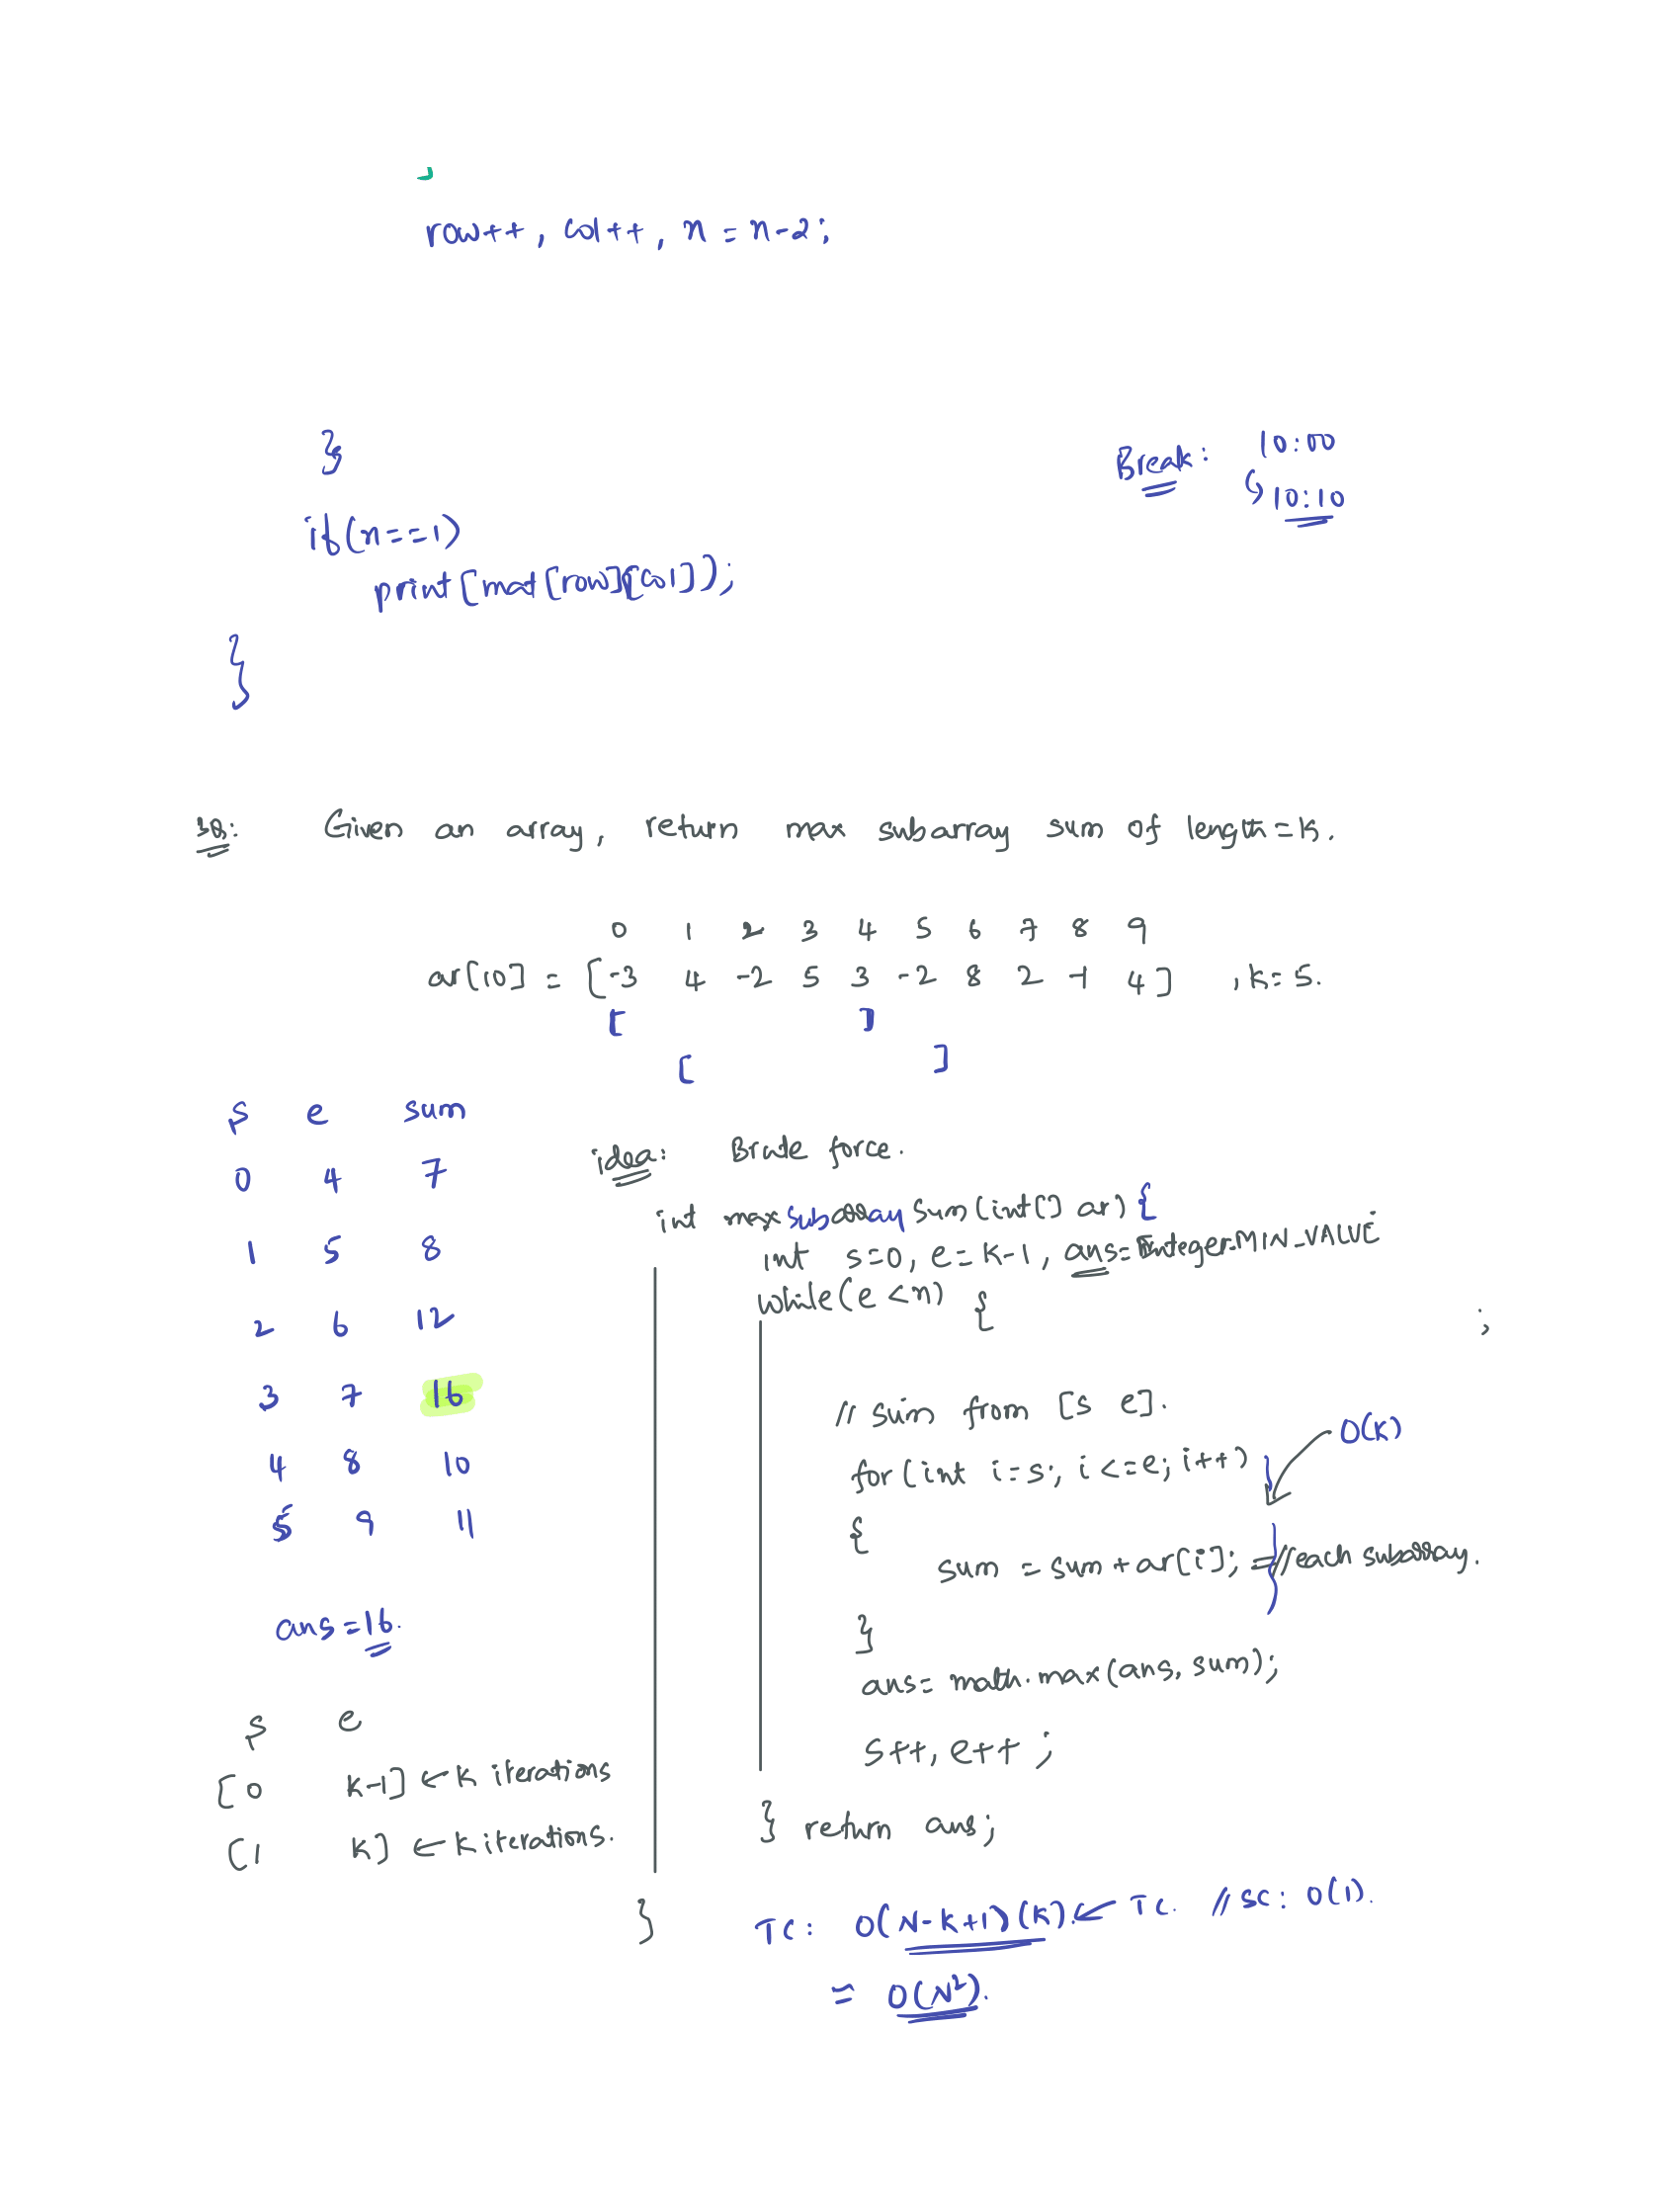 row++, col++, n = n-2;
}
Break: 10:00
10:10
if(n==1)
print[mat[row][col]);
}
3Q: Given an array, return max subarray sum of length=k.
0 1 2 3 4 5 6 7 8 9
ar[10] = [-3 4 -2 5 3 -2 8 2 -1 4] , k=5.
[ ]
[ ]
s e sum
0 4 7
1 5 8
2 6 12
3 7 16
4 8 10
5 9 11
ans=16.
s e
[0 k-1] ← k iterations
[1 k] ← k iterations.
idea: Brute force.
int max subarray sum(int[] ar) {
int s=0, e=k-1, ans=Integer.MIN_VALUE
;
while(e<n) {
// sum from [s e].
for(int i=s; i<=e; i++)
O(k)
{
sum = sum+ar[i]; =// each subarray.
}
ans= math.max(ans, sum);
s++, e++ ;
} return ans;
}
TC: O(N-k+1)(k). ← TC. // SC: O(1).
= O(N²).